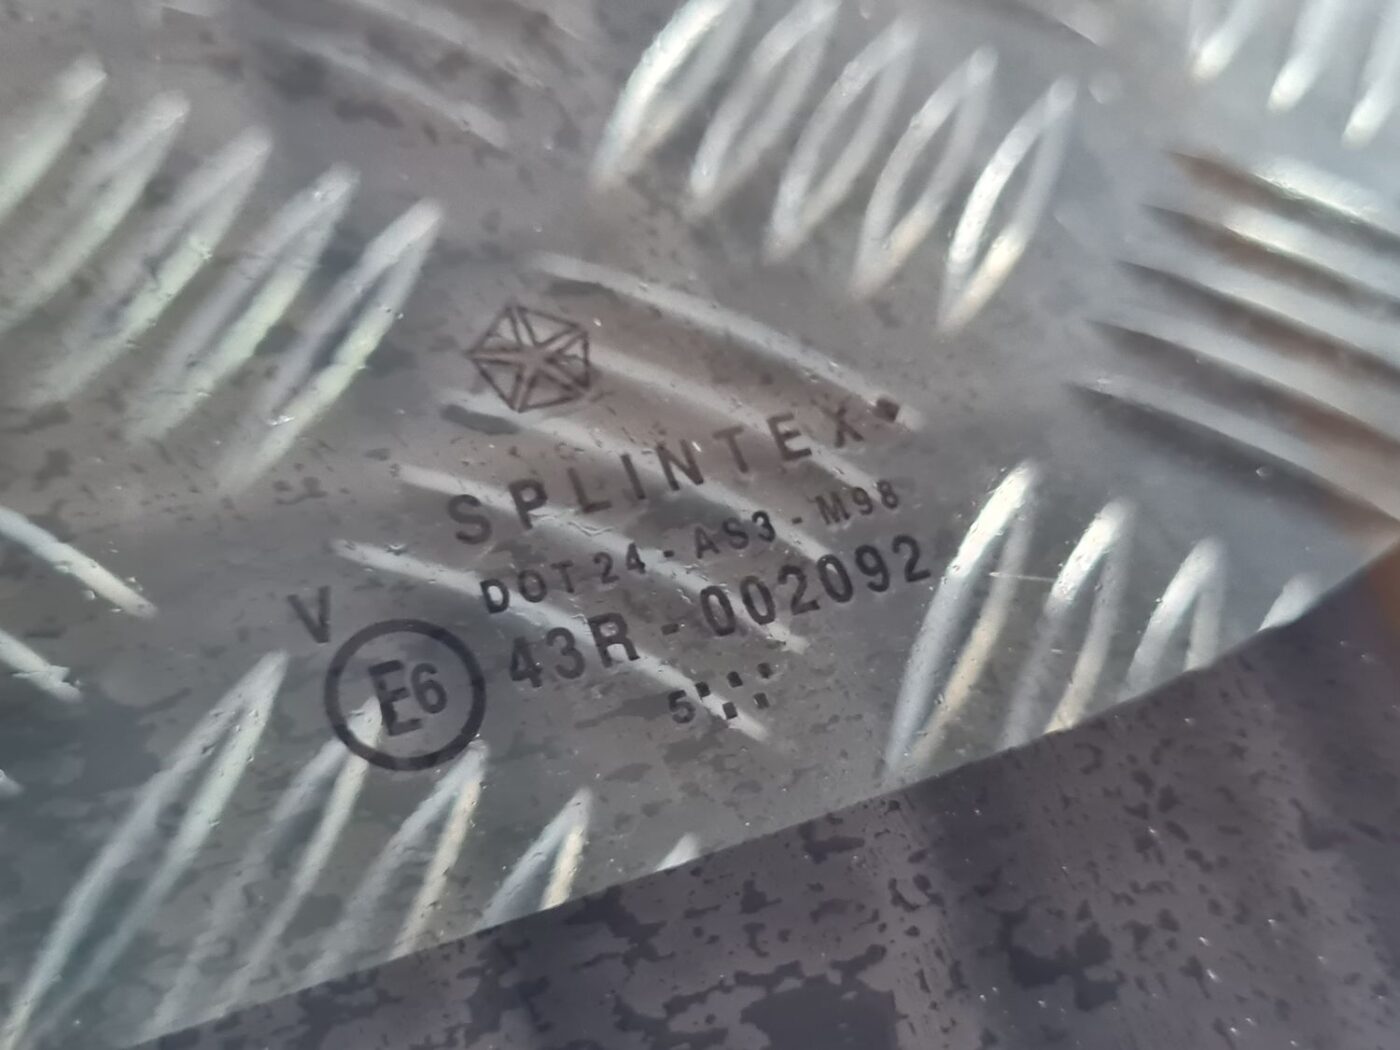 SPLINTEX
DOT 24 - AS3 - M98
V
E6 43R - 002092
5